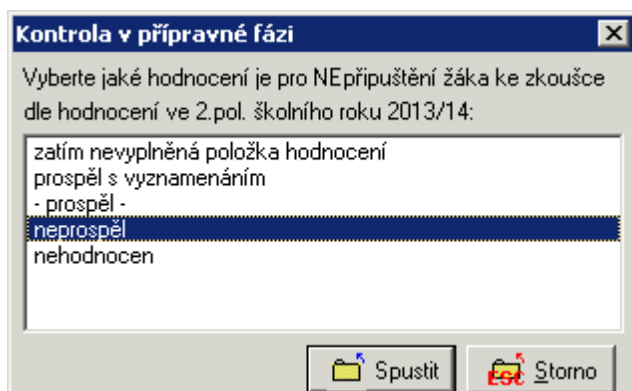 Kontrola v přípravné fázi
Vyberte jaké hodnocení je pro NEpřipuštění žáka ke zkoušce
dle hodnocení ve 2.pol. školního roku 2013/14:
zatím nevyplněná položka hodnocení
prospěl s vyznamenáním
- prospěl -
neprospěl
nehodnocen
Spustit
ESC Storno